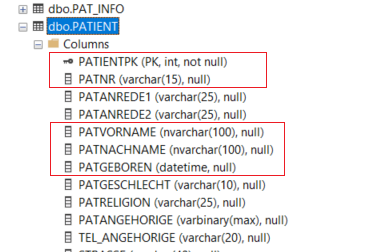 dbo.PAT_INFO
dbo.PATIENT
Columns
PATIENTPK (PK, int, not null)
PATNR (varchar(15), null)
PATANREDE1 (varchar(25), null)
PATANREDE2 (varchar(25), null)
PATVORNAME (nvarchar(100), null)
PATNACHNAME (nvarchar(100), null)
PATGEBOREN (datetime, null)
PATGESCHLECHT (varchar(10), null)
PATRELIGION (varchar(25), null)
PATANGEHORIGE (varbinary(max), null)
TEL_ANGEHORIGE (varchar(20), null)